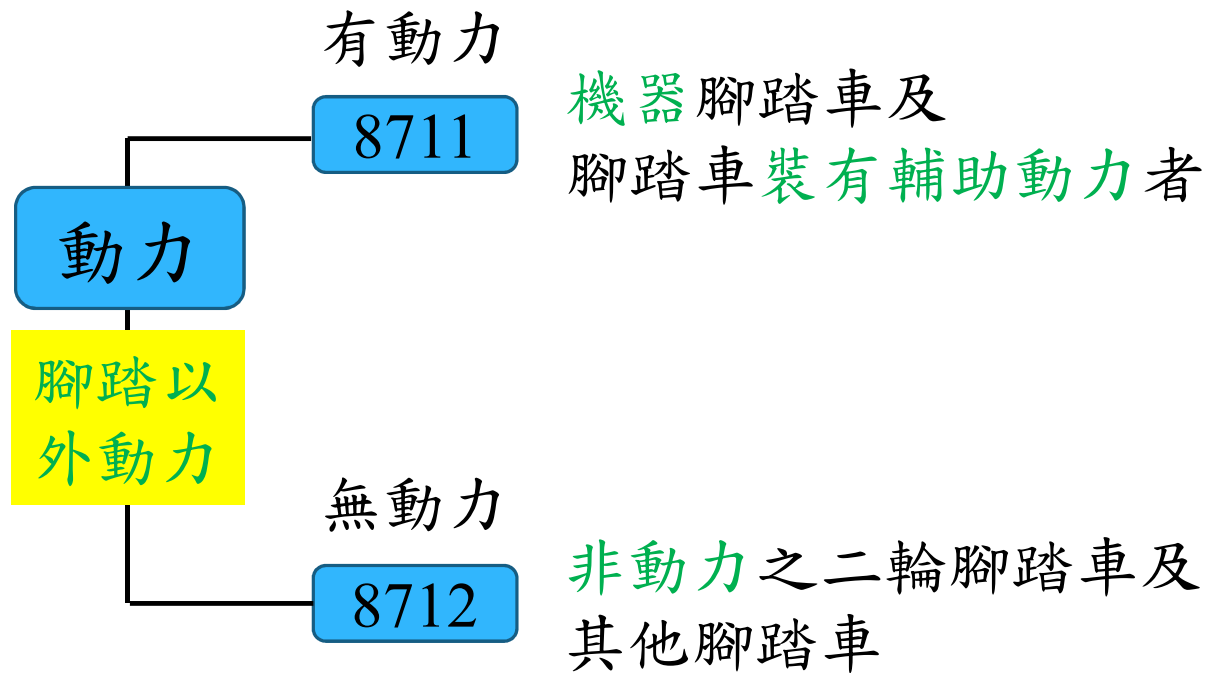 有動力
8711
機器腳踏車及
腳踏車裝有輔助動力者
動力
腳踏以
外動力
無動力
8712
非動力之二輪腳踏車及
其他腳踏車